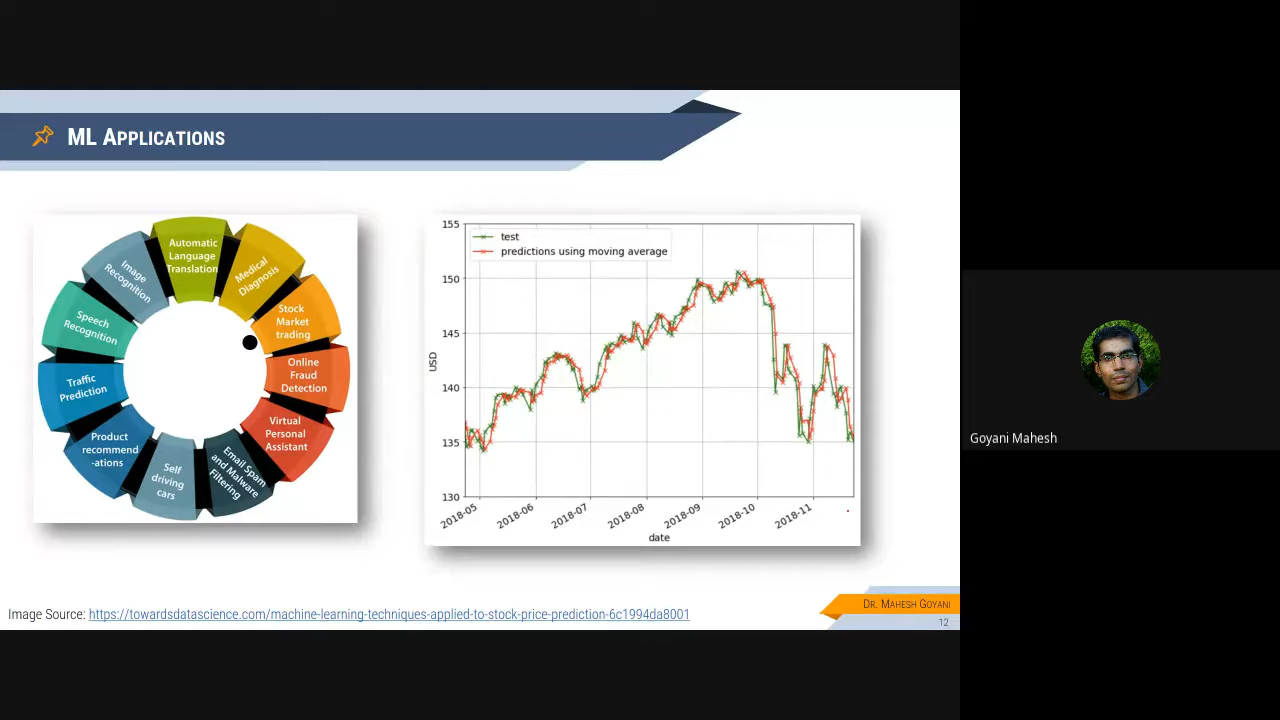 ML APPLICATIONS
Automatic
Language
Translation
Medical
Diagnosis
Stock
Market
trading
Online
Fraud
Detection
Virtual
Personal
Assistant
Email Spam
and Malware
Filtering
Self
driving
cars
Product
recommend
-ations
Traffic
Prediction
Speech
Recognition
Image
Recognition
155
150
145
140
135
130
USD
test
predictions using moving average
2018-05
2018-06
2018-07
2018-08
2018-09
2018-10
2018-11
date
Goyani Mahesh
Image Source: https://towardsdatascience.com/machine-learning-techniques-applied-to-stock-price-prediction-6c1994da8001
DR. MAHESH GOYANI
12